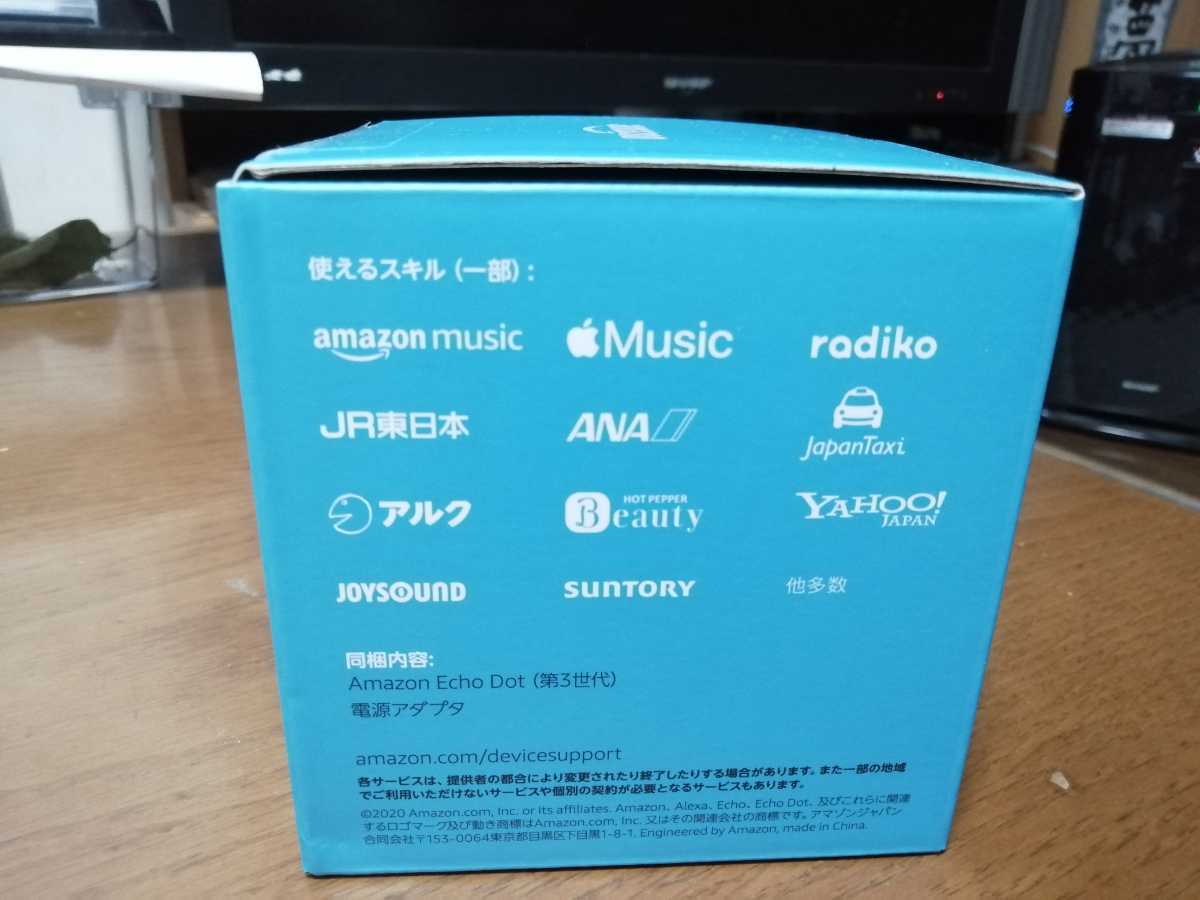 SHARP
amazon
使えるスキル（一部）:
amazon music
Music
radiko
JR東日本
ANA
JapanTaxi
アルク
HOT PEPPER
Beauty
YAHOO!
JAPAN
JOYSOUND
SUNTORY
他多数
同梱内容:
Amazon Echo Dot（第3世代）
電源アダプタ
amazon.com/devicesupport
各サービスは、提供者の都合により変更されたり終了したりする場合があります。また一部の地域
でご利用いただけないサービスや個別の契約が必要となるサービスもあります。
©2020 Amazon.com, Inc. or its affiliates. Amazon、Alexa、Echo、Echo Dot、及びこれらに関連
するロゴマーク及び動き商標はAmazon.com, Inc. 又はその関連会社の商標です。アマゾンジャパン
合同会社〒153-0064東京都目黒区下目黒1-8-1. Engineered by Amazon, made in China.